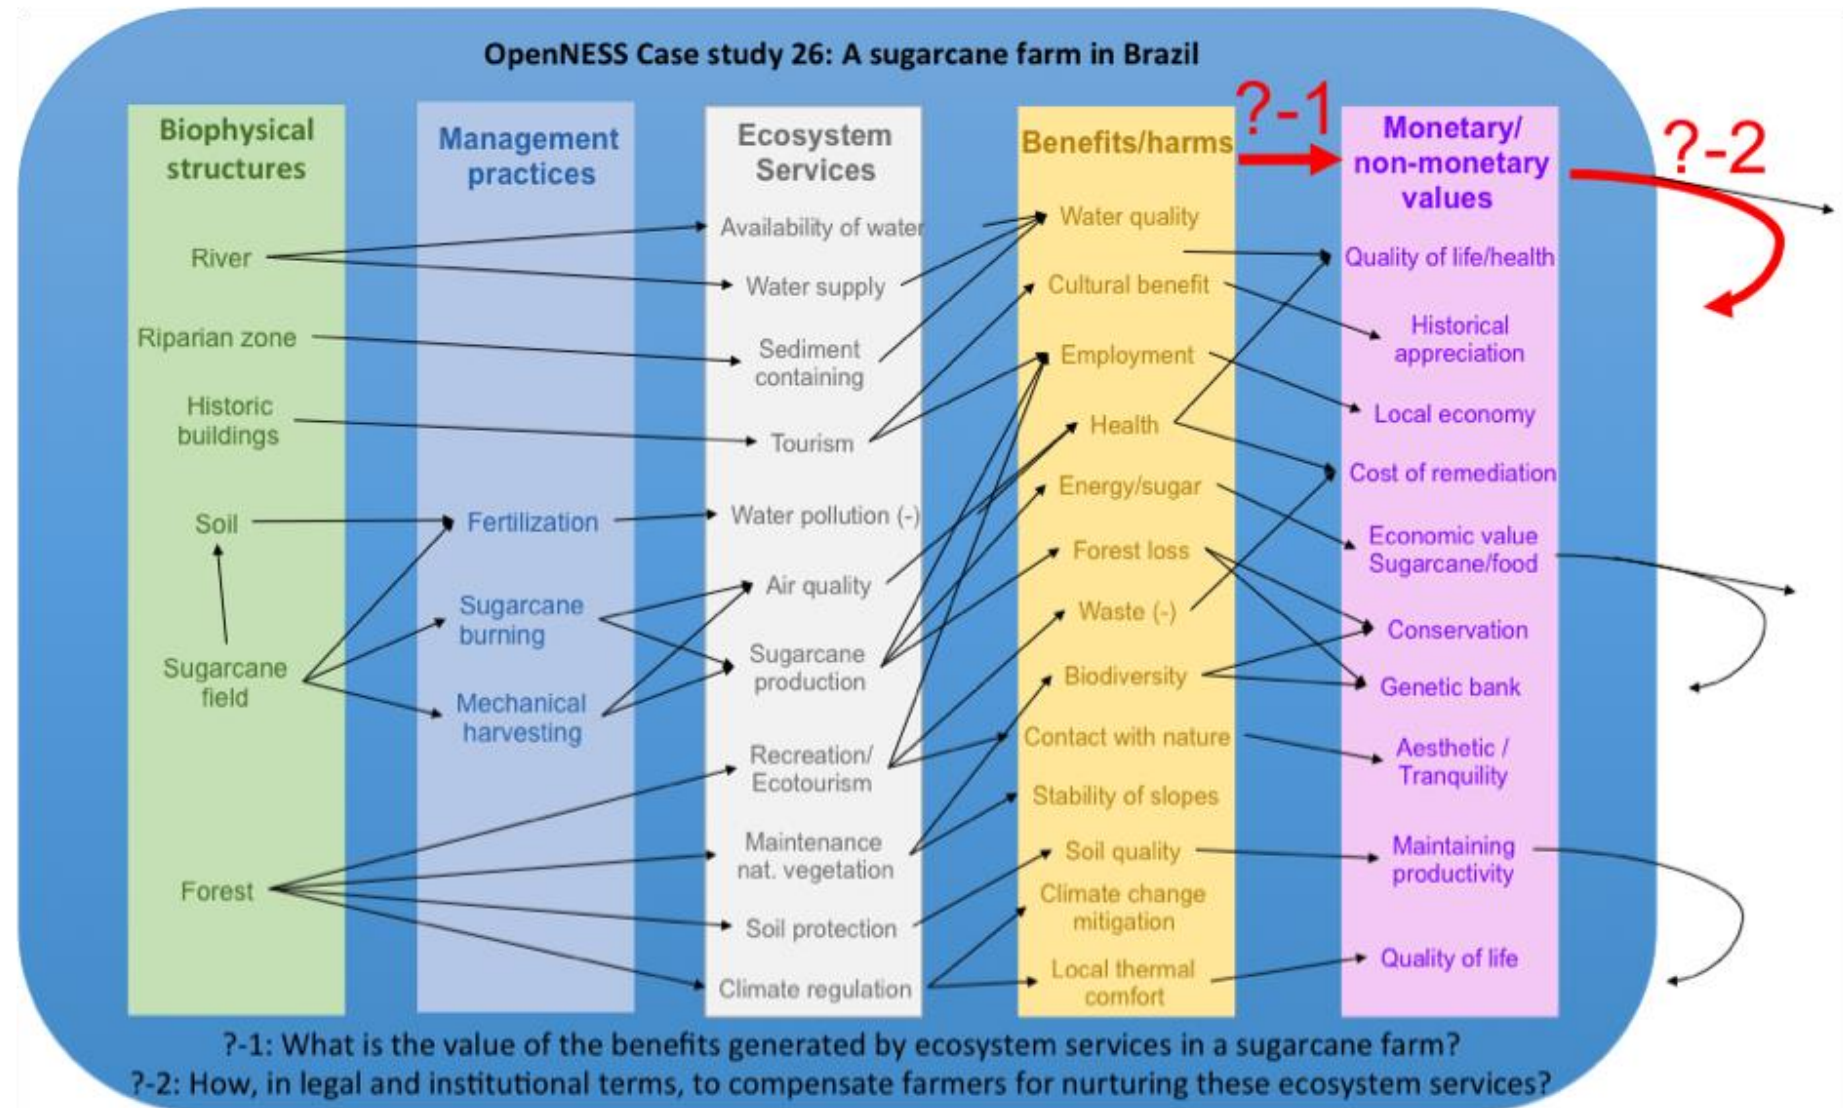 OpenNESS Case study 26: A sugarcane farm in Brazil
?-1
?-2
Biophysical
structures
River
Riparian zone
Historic
buildings
Soil
Sugarcane
field
Forest
Management
practices
Fertilization
Sugarcane
burning
Mechanical
harvesting
Ecosystem
Services
Availability of water
Water supply
Sediment
containing
Tourism
Water pollution (-)
Air quality
Sugarcane
production
Recreation/
Ecotourism
Maintenance
nat. vegetation
Soil protection
Climate regulation
Benefits/harms
Water quality
Cultural benefit
Employment
Health
Energy/sugar
Forest loss
Waste (-)
Biodiversity
Contact with nature
Stability of slopes
Soil quality
Climate change
mitigation
Local thermal
comfort
Monetary/
non-monetary
values
Quality of life/health
Historical
appreciation
Local economy
Cost of remediation
Economic value
Sugarcane/food
Conservation
Genetic bank
Aesthetic /
Tranquility
Maintaining
productivity
Quality of life
?-1: What is the value of the benefits generated by ecosystem services in a sugarcane farm?
?-2: How, in legal and institutional terms, to compensate farmers for nurturing these ecosystem services?